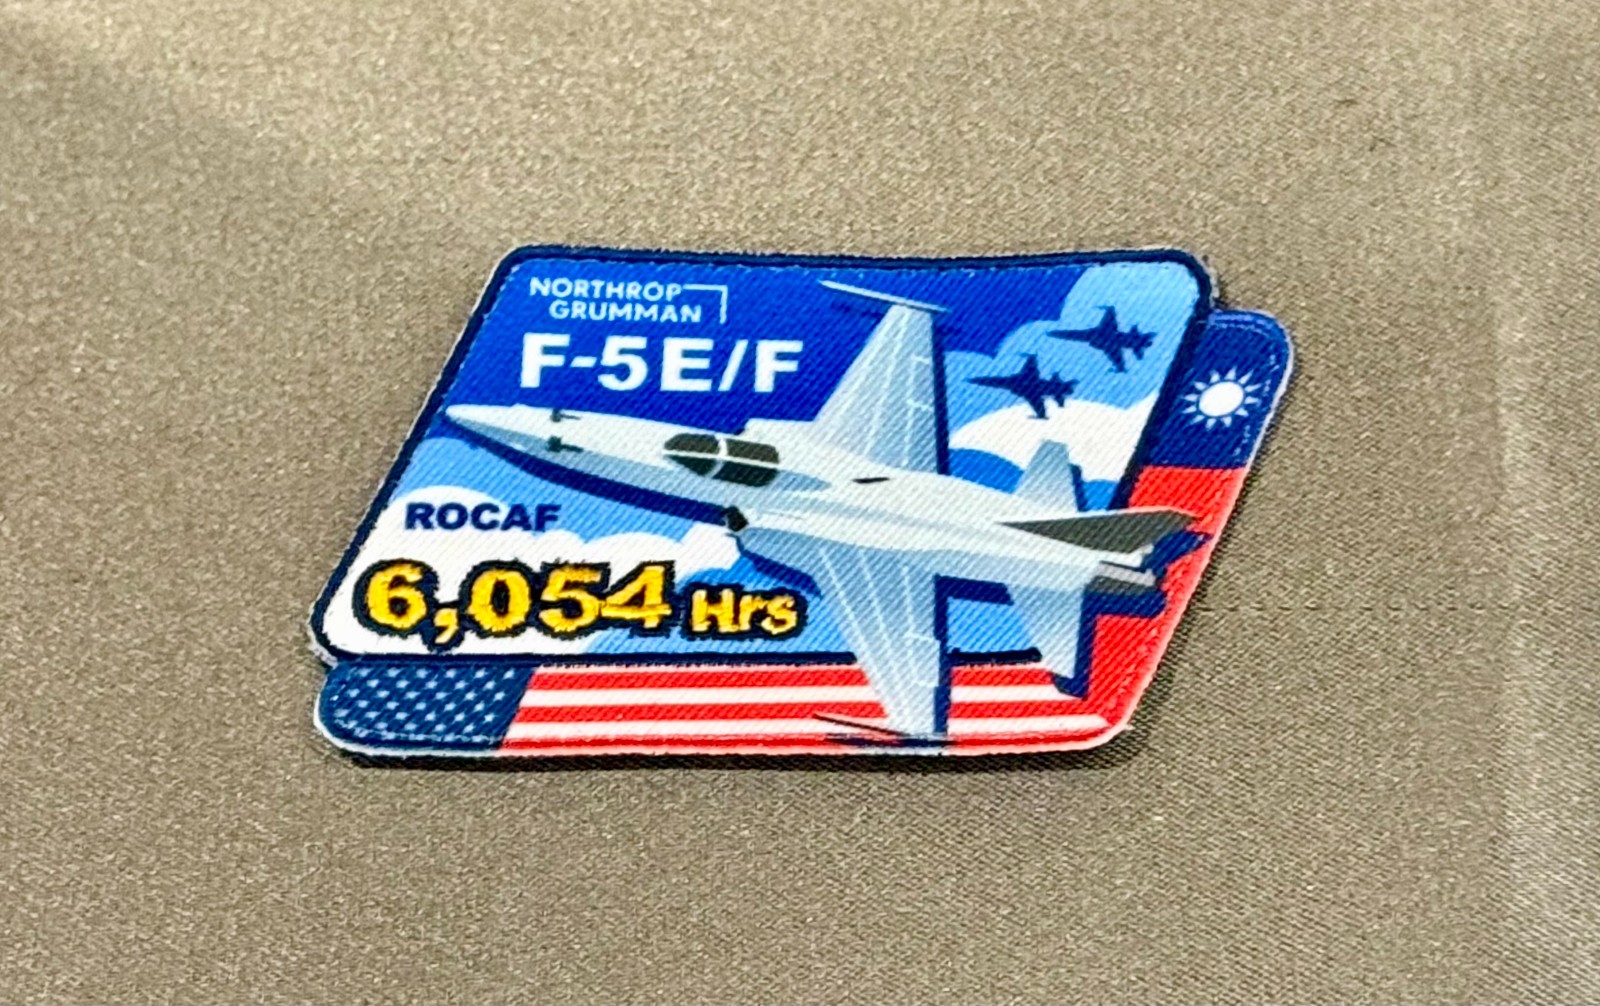 NORTHROP
GRUMMAN
F-5E/F
ROCAF
6,054 Hrs